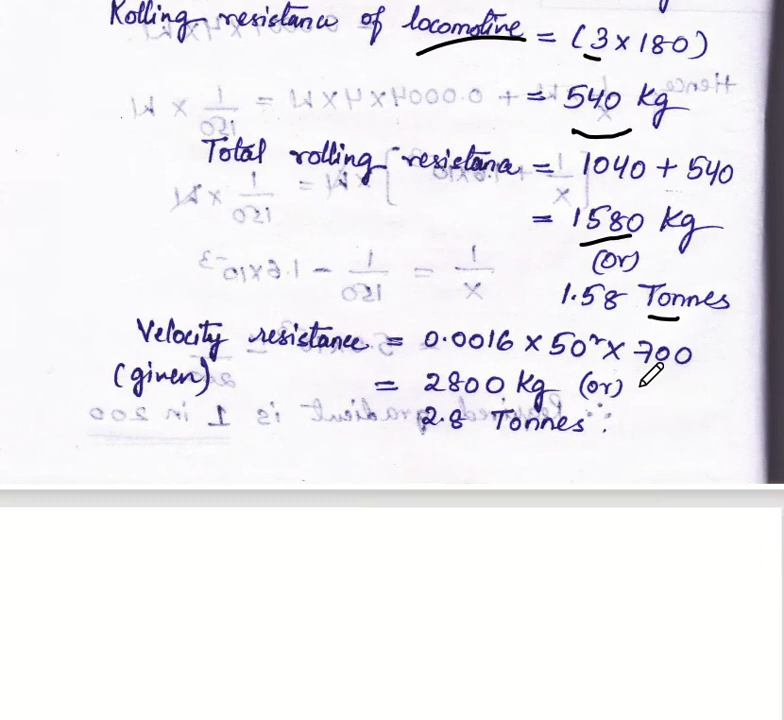 Rolling resistance of locomotive = (3 x 180)
= 540 Kg
Total rolling resistance = 1040 + 540
= 1580 Kg
(or)
1.58 Tonnes
Velocity resistance = 0.0016 x 50² x 700
(given) = 2800 Kg (or)
2.8 Tonnes.